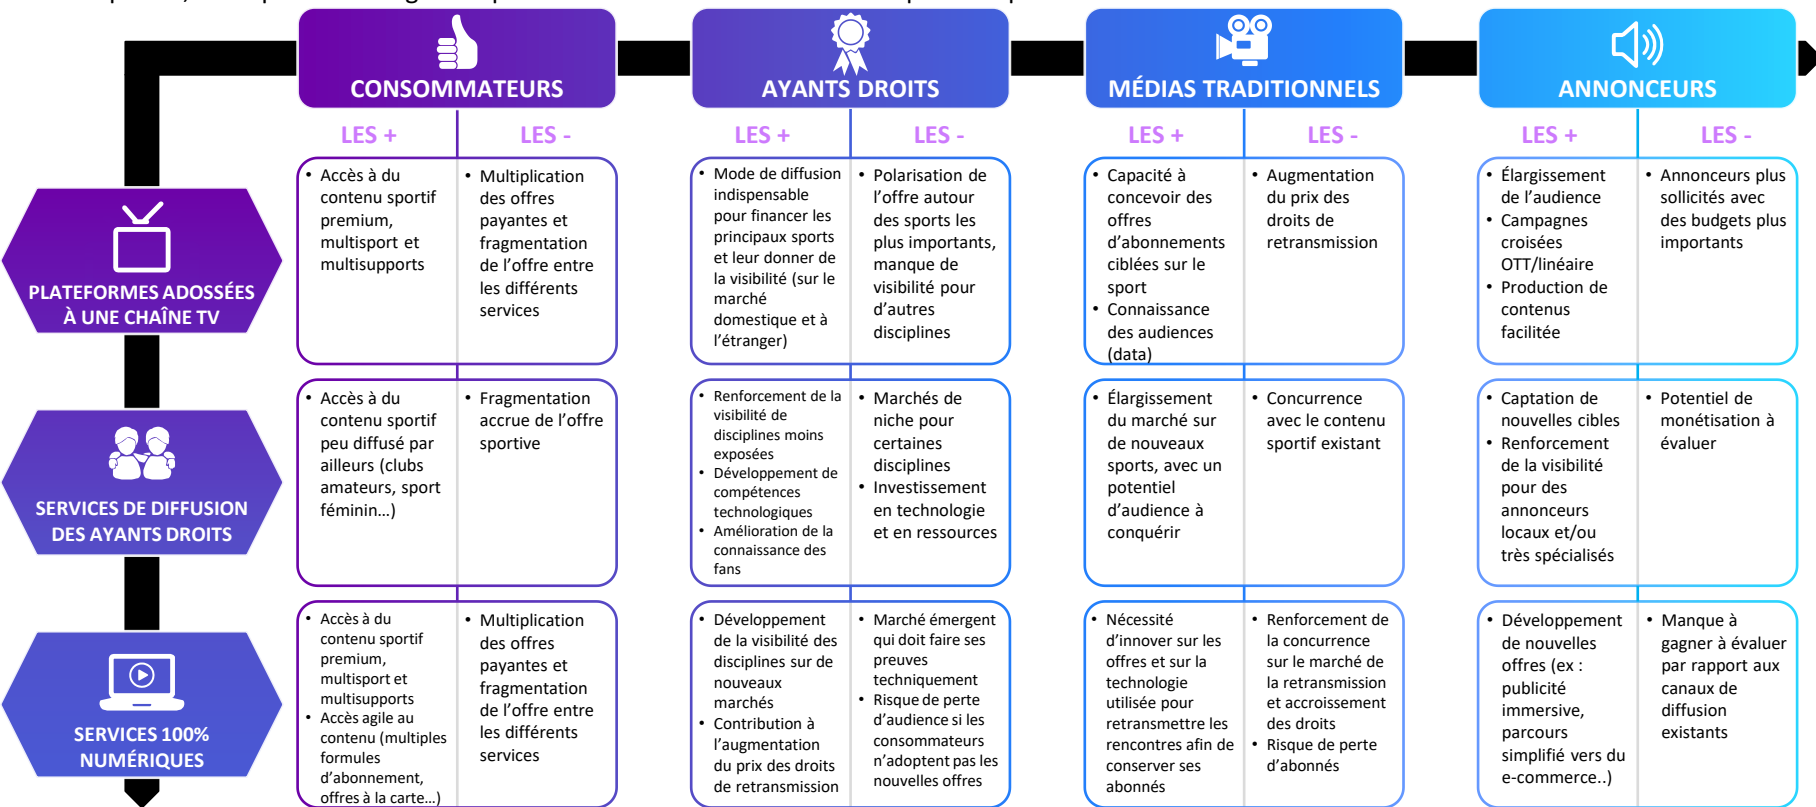 CONSOMMATEURS
AYANTS DROITS
MÉDIAS TRADITIONNELS
ANNONCEURS
LES +
LES -
LES +
LES -
LES +
LES -
LES +
LES -
PLATEFORMES ADOSSÉES
À UNE CHAÎNE TV
• Accès à du
contenu sportif
premium,
multisport et
multisupports
• Multiplication
des offres
payantes et
fragmentation
de l’offre entre
les différents
services
• Mode de diffusion
indispensable
pour financer les
principaux sports
et leur donner de
la visibilité (sur le
marché
domestique et à
l’étranger)
• Polarisation de
l’offre autour
des sports les
plus importants,
manque de
visibilité pour
d’autres
disciplines
• Capacité à
concevoir des
offres
d’abonnements
ciblées sur le
sport
• Connaissance
des audiences
(data)
• Augmentation
du prix des
droits de
retransmission
• Élargissement
de l’audience
• Campagnes
croisées
OTT/linéaire
• Production de
contenus
facilitée
• Annonceurs plus
sollicités avec
des budgets plus
importants
SERVICES DE DIFFUSION
DES AYANTS DROITS
• Accès à du
contenu sportif
peu diffusé par
ailleurs (clubs
amateurs, sport
féminin…)
• Fragmentation
accrue de l’offre
sportive
• Renforcement de la
visibilité de
disciplines moins
exposées
• Développement de
compétences
technologiques
• Amélioration de la
connaissance des
fans
• Marchés de
niche pour
certaines
disciplines
• Investissement
en technologie
et en ressources
• Élargissement
du marché sur
de nouveaux
sports, avec un
potentiel
d’audience à
conquérir
• Concurrence
avec le contenu
sportif existant
• Captation de
nouvelles cibles
• Renforcement
de la visibilité
pour des
annonceurs
locaux et/ou
très spécialisés
• Potentiel de
monétisation à
évaluer
SERVICES 100%
NUMÉRIQUES
• Accès à du
contenu sportif
premium,
multisport et
multisupports
• Accès agile au
contenu (multiples
formules
d’abonnement,
offres à la carte…)
• Multiplication
des offres
payantes et
fragmentation
de l’offre entre
les différents
services
• Développement
de la visibilité des
disciplines sur de
nouveaux
marchés
• Contribution à
l’augmentation
du prix des droits
de retransmission
• Marché émergent
qui doit faire ses
preuves
techniquement
• Risque de perte
d’audience si les
consommateurs
n’adoptent pas les
nouvelles offres
• Nécessité
d’innover sur les
offres et sur la
technologie
utilisée pour
retransmettre les
rencontres afin de
conserver ses
abonnés
• Renforcement de
la concurrence
sur le marché de
la retransmission
et accroissement
des droits
• Risque de perte
d’abonnés
• Développement
de nouvelles
offres (ex :
publicité
immersive,
parcours
simplifié vers du
e-commerce..)
• Manque à
gagner à évaluer
par rapport aux
canaux de
diffusion
existants